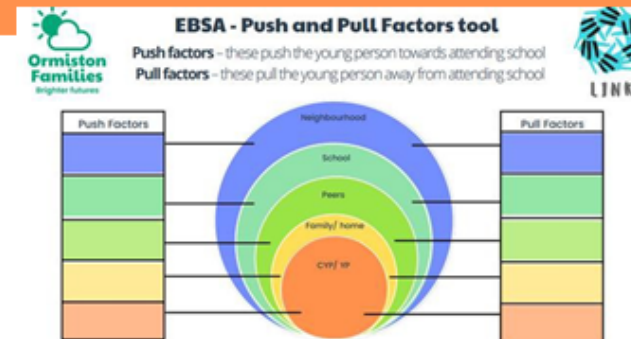 EBSA - Push and Pull Factors tool
Ormiston
Families
Brighter futures
Push factors – these push the young person towards attending school
Pull factors – these pull the young person away from attending school
LINK
Push Factors
Neighbourhood
Pull Factors
School
Peers
Family/ home
CYP/ YP